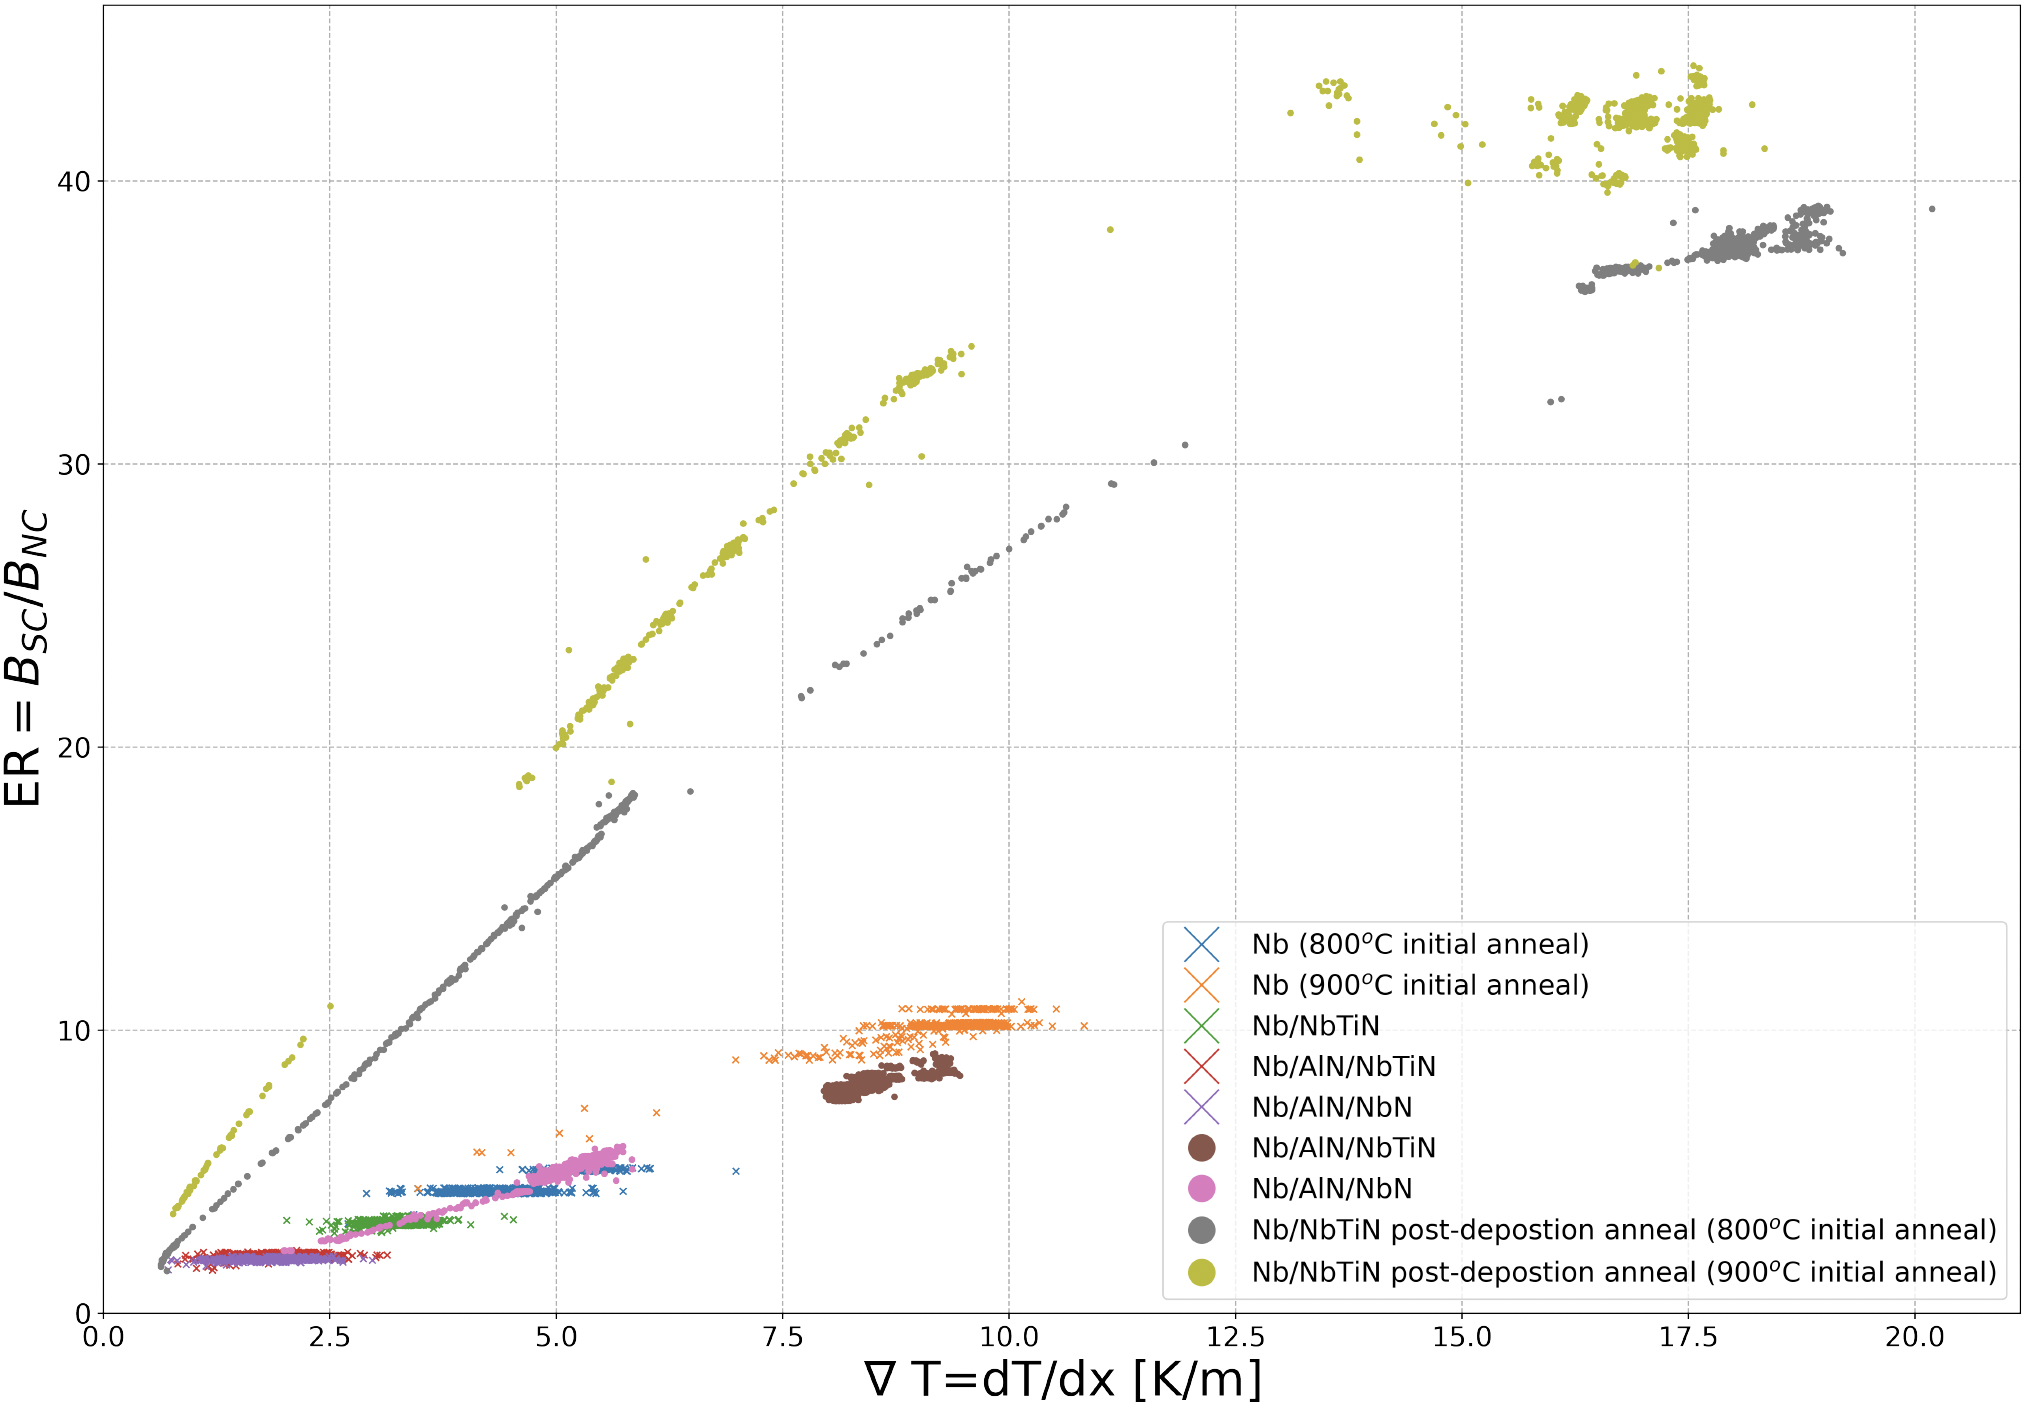 40
30
20
10
0
ER = B_SC/B_NC
0.0 2.5 5.0 7.5 10.0 12.5 15.0 17.5 20.0
∇ T=dT/dx [K/m]
Nb (800°C initial anneal)
Nb (900°C initial anneal)
Nb/NbTiN
Nb/AlN/NbTiN
Nb/AlN/NbN
Nb/AlN/NbTiN
Nb/AlN/NbN
Nb/NbTiN post-depostion anneal (800°C initial anneal)
Nb/NbTiN post-depostion anneal (900°C initial anneal)